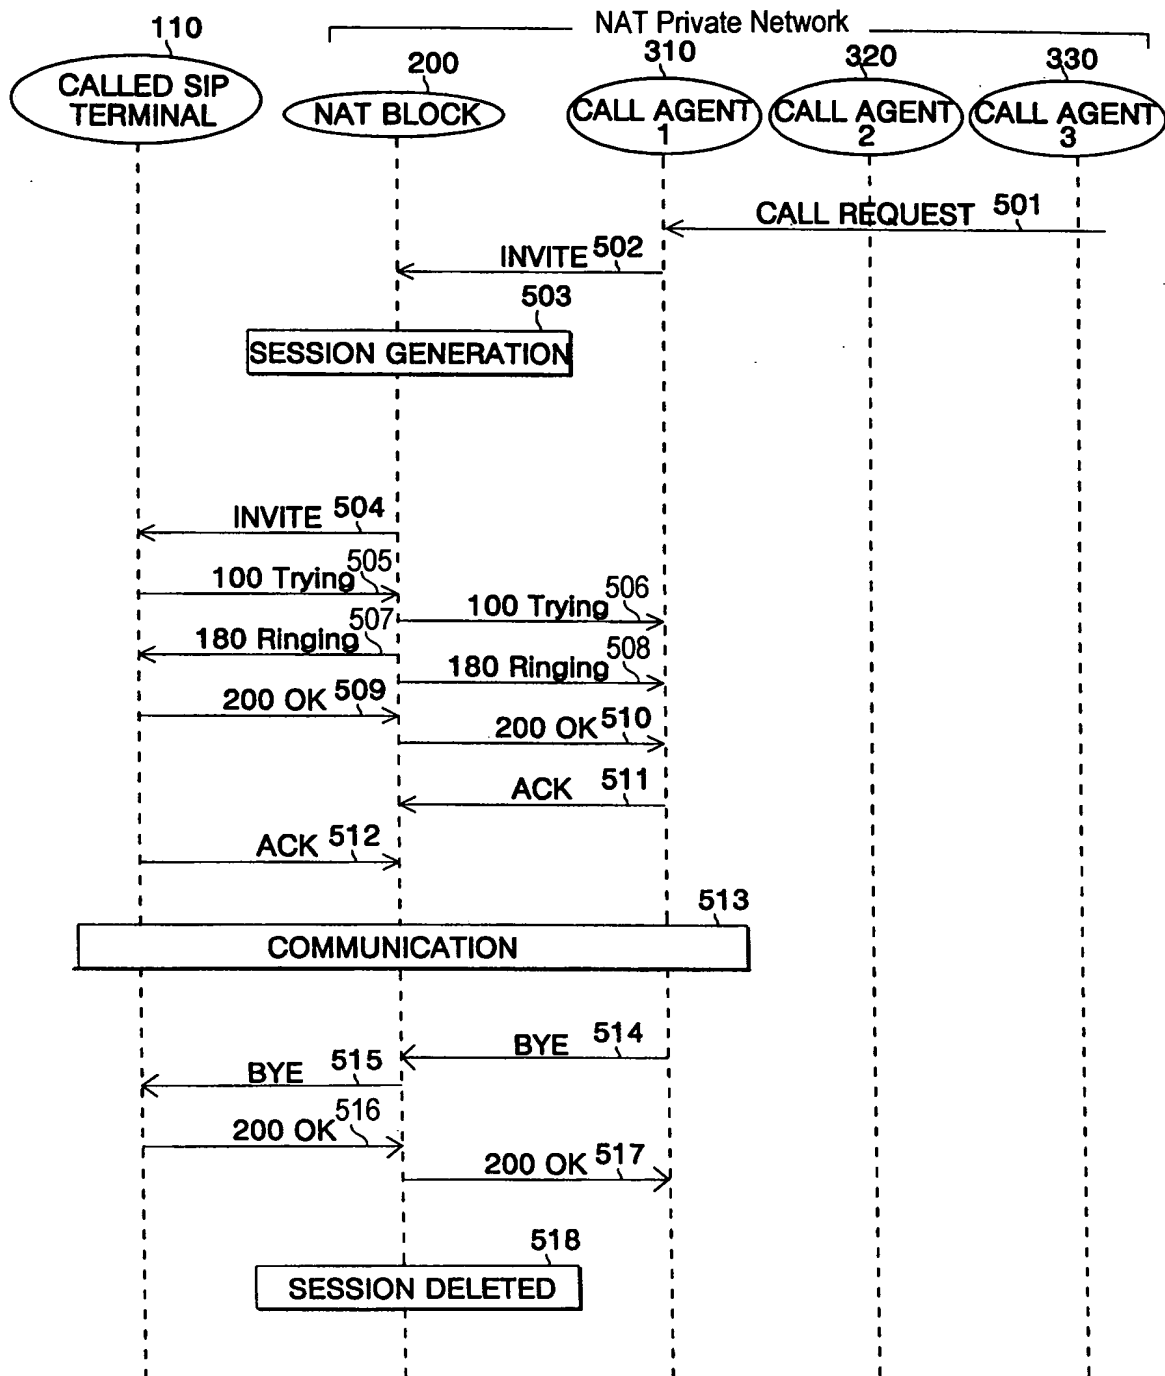 NAT Private Network
110
200
310
320
330
CALLED SIP
TERMINAL
NAT BLOCK
CALL AGENT
1
CALL AGENT
2
CALL AGENT
3
CALL REQUEST 501
INVITE 502
503
SESSION GENERATION
INVITE 504
100 Trying 505
100 Trying 506
180 Ringing 507
180 Ringing 508
200 OK 509
200 OK 510
ACK 511
ACK 512
513
COMMUNICATION
BYE 514
BYE 515
200 OK 516
200 OK 517
518
SESSION DELETED